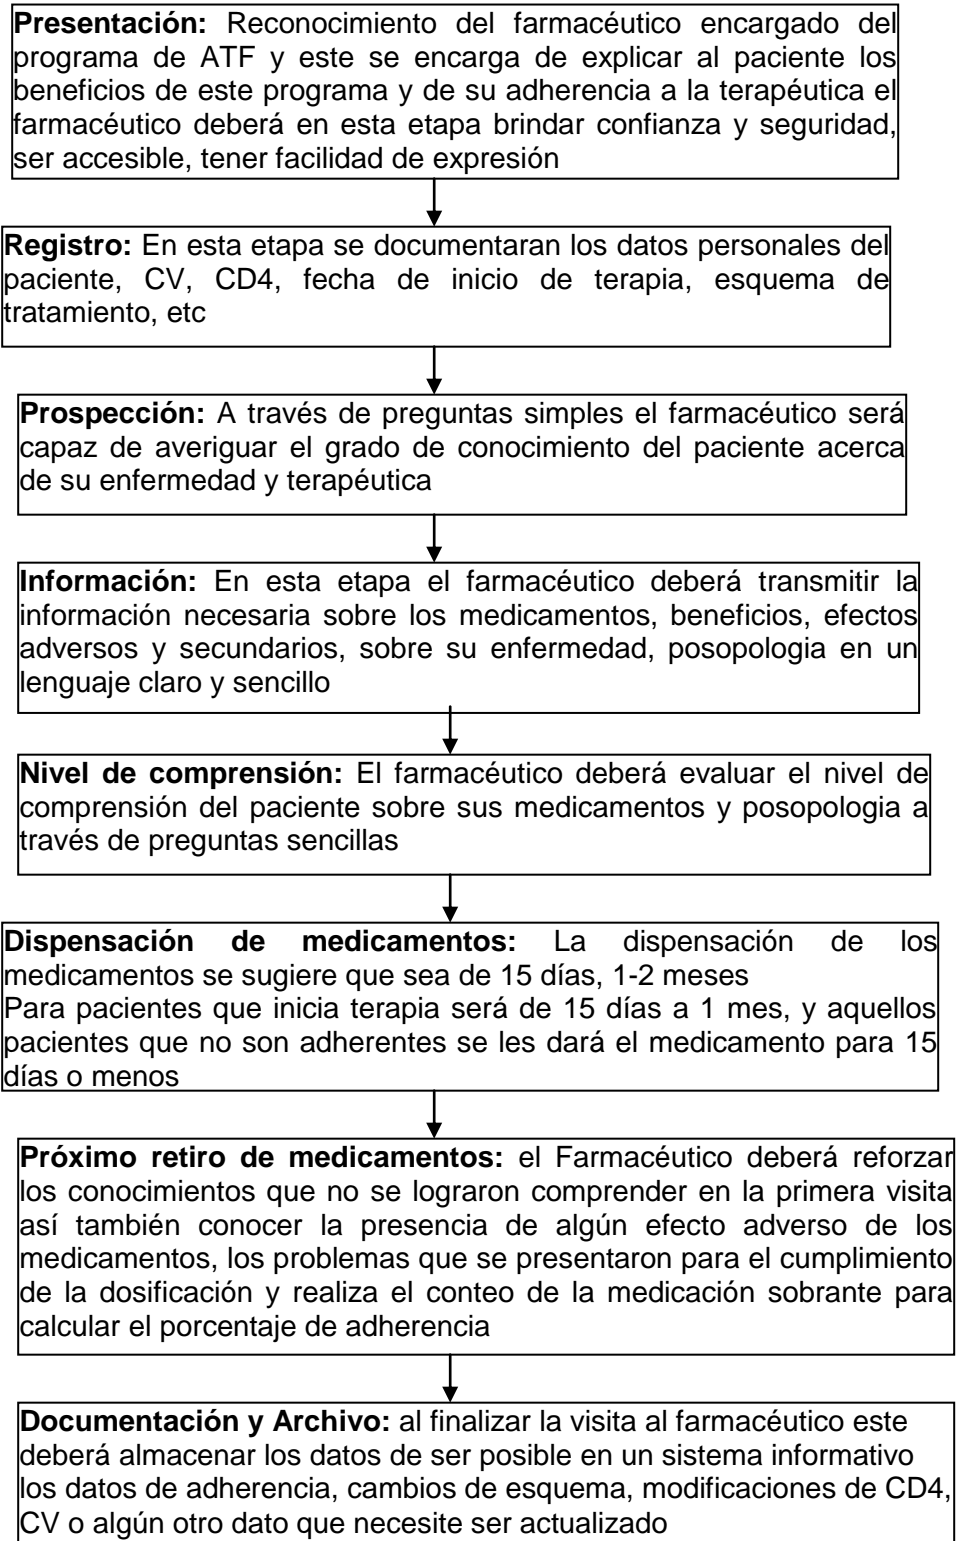 Presentación: Reconocimiento del farmacéutico encargado del
programa de ATF y este se encarga de explicar al paciente los
beneficios de este programa y de su adherencia a la terapéutica el
farmacéutico deberá en esta etapa brindar confianza y seguridad,
ser accesible, tener facilidad de expresión
Registro: En esta etapa se documentaran los datos personales del
paciente, CV, CD4, fecha de inicio de terapia, esquema de
tratamiento, etc
Prospección: A través de preguntas simples el farmacéutico será
capaz de averiguar el grado de conocimiento del paciente acerca
de su enfermedad y terapéutica
Información: En esta etapa el farmacéutico deberá transmitir la
información necesaria sobre los medicamentos, beneficios, efectos
adversos y secundarios, sobre su enfermedad, posopologia en un
lenguaje claro y sencillo
Nivel de comprensión: El farmacéutico deberá evaluar el nivel de
comprensión del paciente sobre sus medicamentos y posopologia a
través de preguntas sencillas
Dispensación de medicamentos: La dispensación de los
medicamentos se sugiere que sea de 15 días, 1-2 meses
Para pacientes que inicia terapia será de 15 días a 1 mes, y aquellos
pacientes que no son adherentes se les dará el medicamento para 15
días o menos
Próximo retiro de medicamentos: el Farmacéutico deberá reforzar
los conocimientos que no se lograron comprender en la primera visita
así también conocer la presencia de algún efecto adverso de los
medicamentos, los problemas que se presentaron para el cumplimiento
de la dosificación y realiza el conteo de la medicación sobrante para
calcular el porcentaje de adherencia
Documentación y Archivo: al finalizar la visita al farmacéutico este
deberá almacenar los datos de ser posible en un sistema informativo
los datos de adherencia, cambios de esquema, modificaciones de CD4,
CV o algún otro dato que necesite ser actualizado